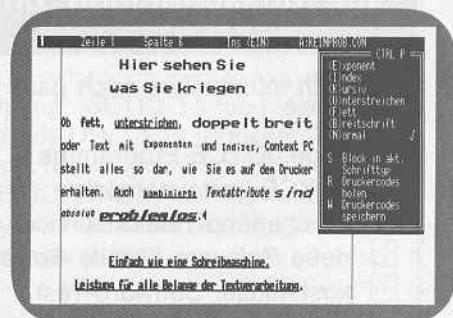 1 Zeile 1 Spalte 6 Ins (EIN) A:REINPROB.CON
CTRL P
Hier sehen Sie
was Sie kriegen
Ob fett, unterstrichen, doppelt breit
oder Text mit Exponenten und Indizes, Context PC
stellt alles so dar, wie Sie es auf dem Drucker
erhalten. Auch kombinierte Textattribute sind
absolut problemlos.
Einfach wie eine Schreibmaschine.
Leistung für alle Belange der Textverarbeitung.
(E)xponent
(I)ndex
(K)ursiv
(U)nterstreichen
(F)ett
(B)reitschrift
(N)ormal √
S Block in akt.
Schrifttyp
R Druckercodes
holen
W Druckercodes
speichern